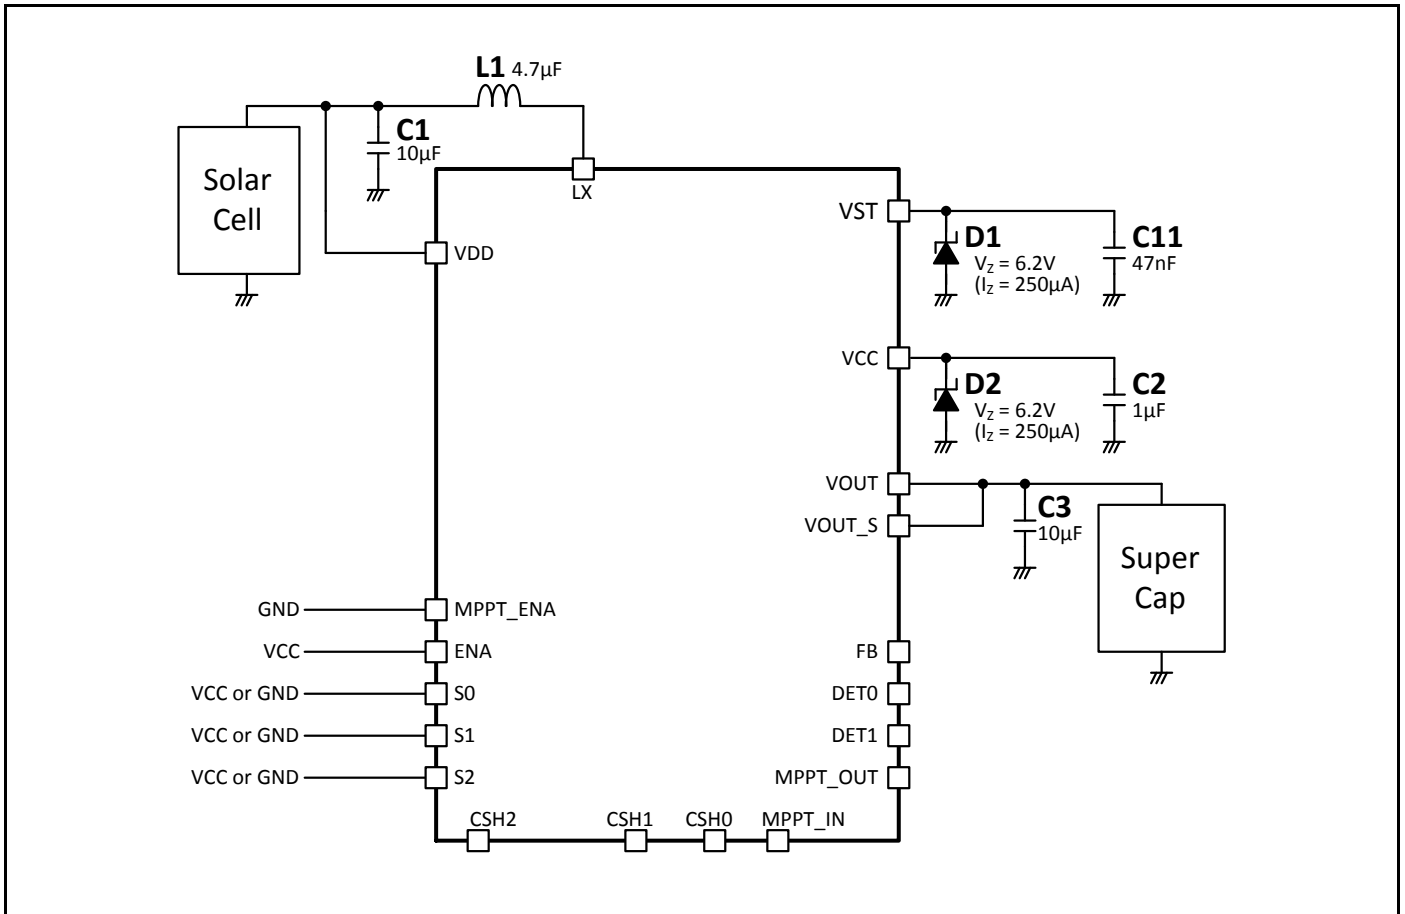 L1 4.7µF
C1
10µF
Solar
Cell
LX
VDD
VST
D1
VZ = 6.2V
(IZ = 250µA)
C11
47nF
VCC
D2
VZ = 6.2V
(IZ = 250µA)
C2
1µF
VOUT
VOUT_S
C3
10µF
Super
Cap
GND
MPPT_ENA
VCC
ENA
VCC or GND
S0
VCC or GND
S1
VCC or GND
S2
FB
DET0
DET1
MPPT_OUT
CSH2
CSH1
CSH0
MPPT_IN